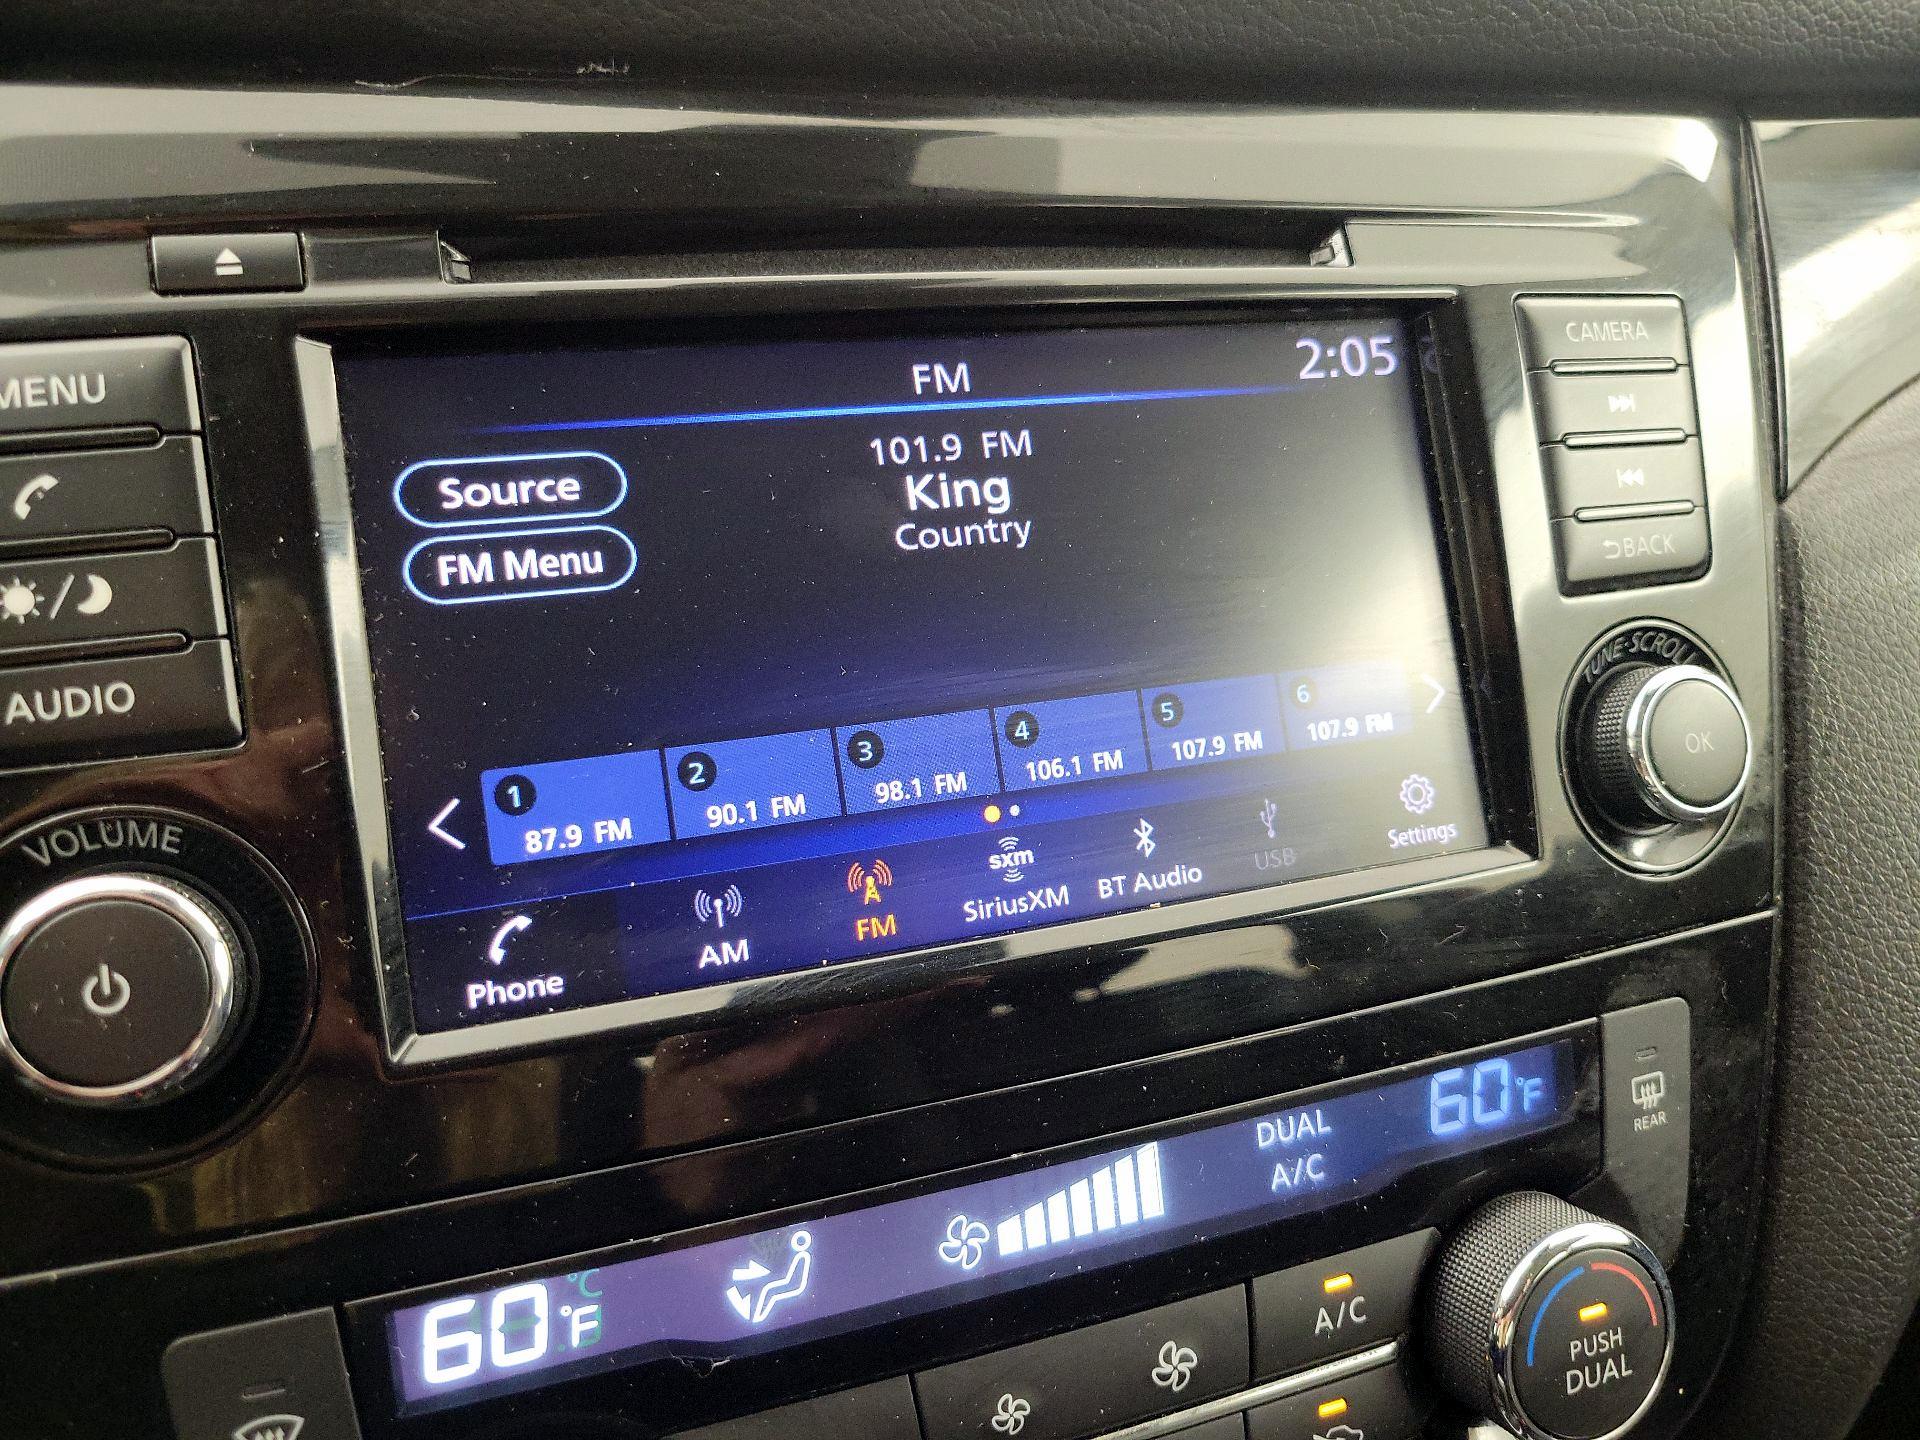 MENU
AUDIO
VOLUME
FM
2:05
Source
FM Menu
101.9 FM
King
Country
1
87.9 FM
2
90.1 FM
3
98.1 FM
4
106.1 FM
5
107.9 FM
6
107.9 FM
Phone
AM
FM
sxm
SiriusXM
BT Audio
USB
Settings
CAMERA
BACK
TUNE·SCROLL
OK
60°F
°C
DUAL
A/C
60°F
REAR
A/C
PUSH
DUAL